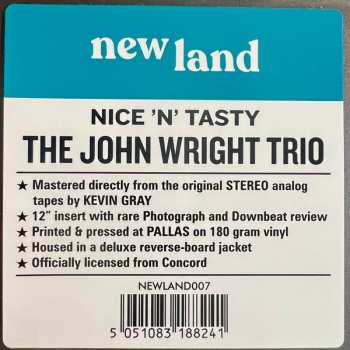 new land
NICE 'N' TASTY
THE JOHN WRIGHT TRIO
★ Mastered directly from the original STEREO analog
tapes by KEVIN GRAY
★ 12" insert with rare Photograph and Downbeat review
★ Printed & pressed at PALLAS on 180 gram vinyl
★ Housed in a deluxe reverse-board jacket
★ Officially licensed from Concord
NEWLAND007
5 051083 188241